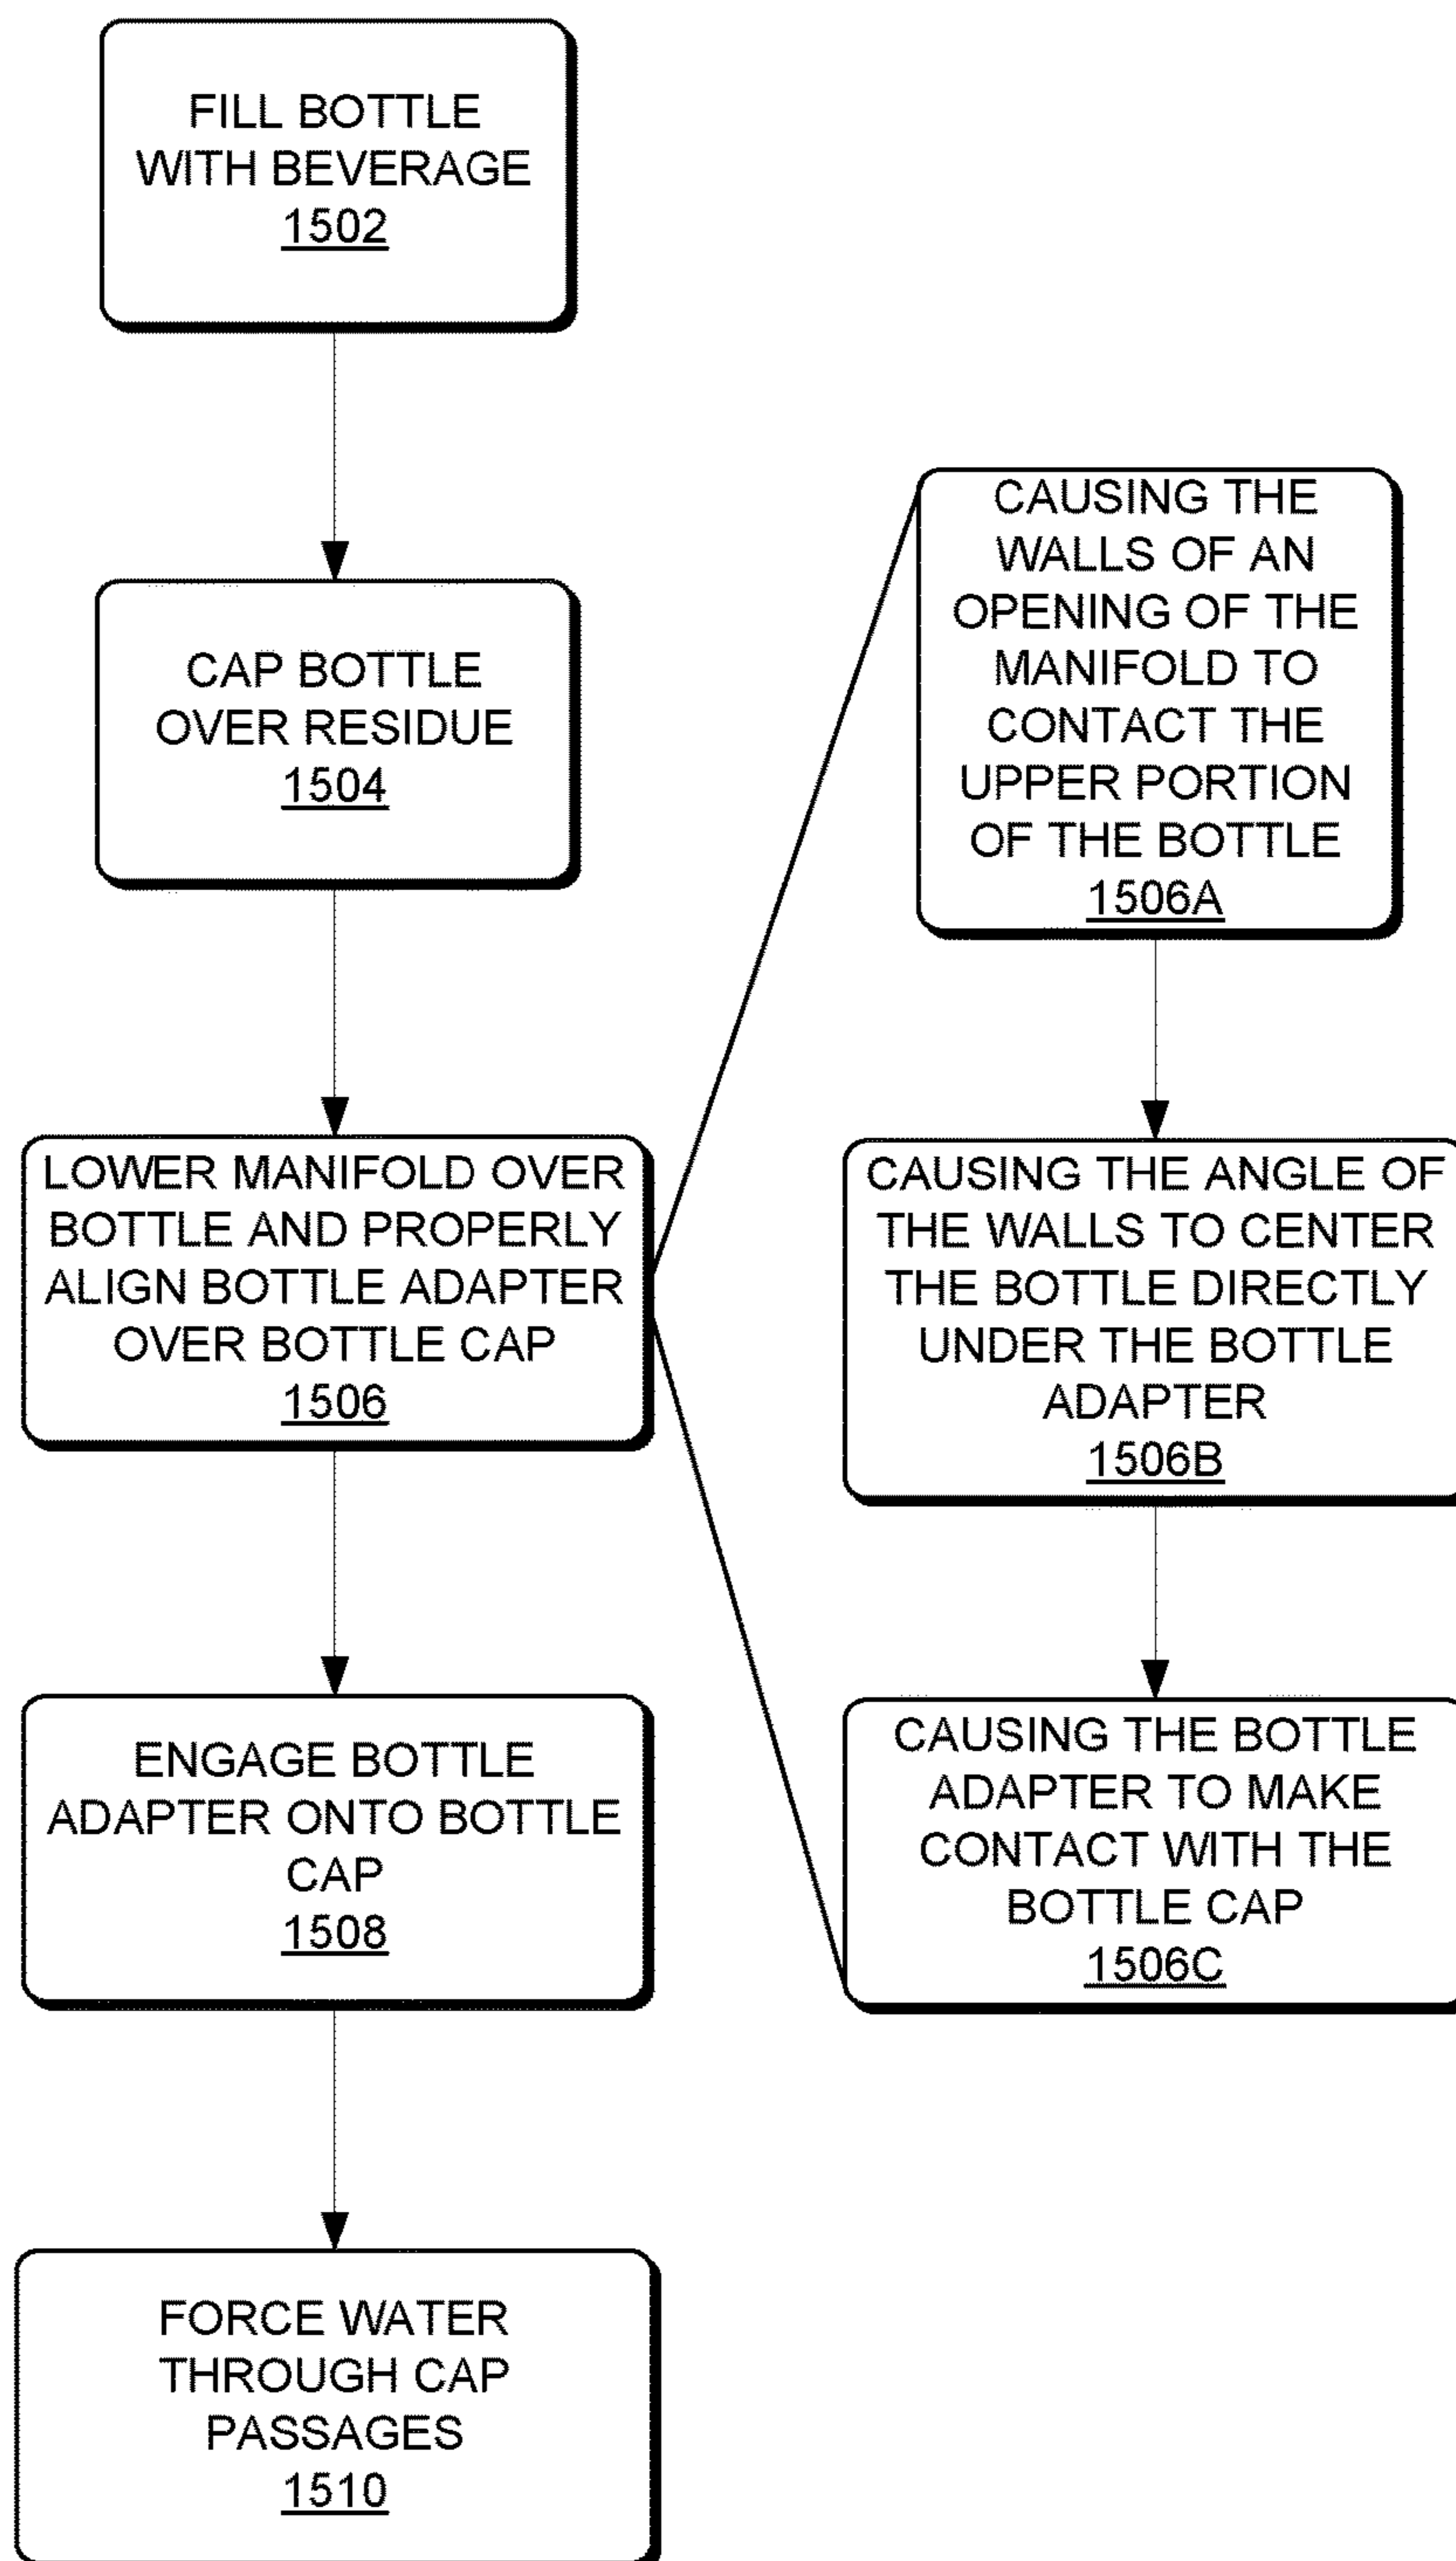 FILL BOTTLE
WITH BEVERAGE
1502
CAP BOTTLE
OVER RESIDUE
1504
LOWER MANIFOLD OVER
BOTTLE AND PROPERLY
ALIGN BOTTLE ADAPTER
OVER BOTTLE CAP
1506
ENGAGE BOTTLE
ADAPTER ONTO BOTTLE
CAP
1508
FORCE WATER
THROUGH CAP
PASSAGES
1510
CAUSING THE
WALLS OF AN
OPENING OF THE
MANIFOLD TO
CONTACT THE
UPPER PORTION
OF THE BOTTLE
1506A
CAUSING THE ANGLE OF
THE WALLS TO CENTER
THE BOTTLE DIRECTLY
UNDER THE BOTTLE
ADAPTER
1506B
CAUSING THE BOTTLE
ADAPTER TO MAKE
CONTACT WITH THE
BOTTLE CAP
1506C